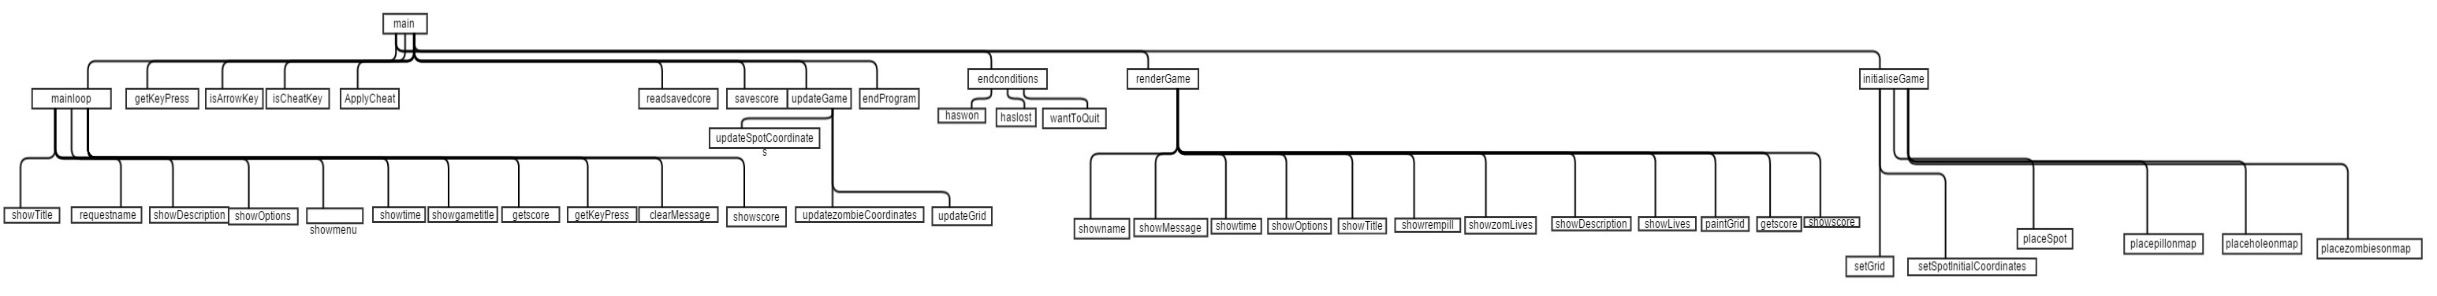 main
endconditions
renderGame
initialiseGame
mainloop
getKeyPress
isArrowKey
isCheatKey
ApplyCheat
readsavedcore
savescore
updateGame
endProgram
haswon
haslost
wantToQuit
updateSpotCoordinate
s
showTitle
requestname
showDescription
showOptions
showmenu
showtime
showgametitle
getscore
getKeyPress
clearMessage
showscore
updatezombieCoordinates
updateGrid
showname
showMessage
showtime
showOptions
showTitle
showrempill
showzomLives
showDescription
showLives
paintGrid
getscore
showscore
placeSpot
placepillonmap
placeholeonmap
placezombiesonmap
setGrid
setSpotInitialCoordinates